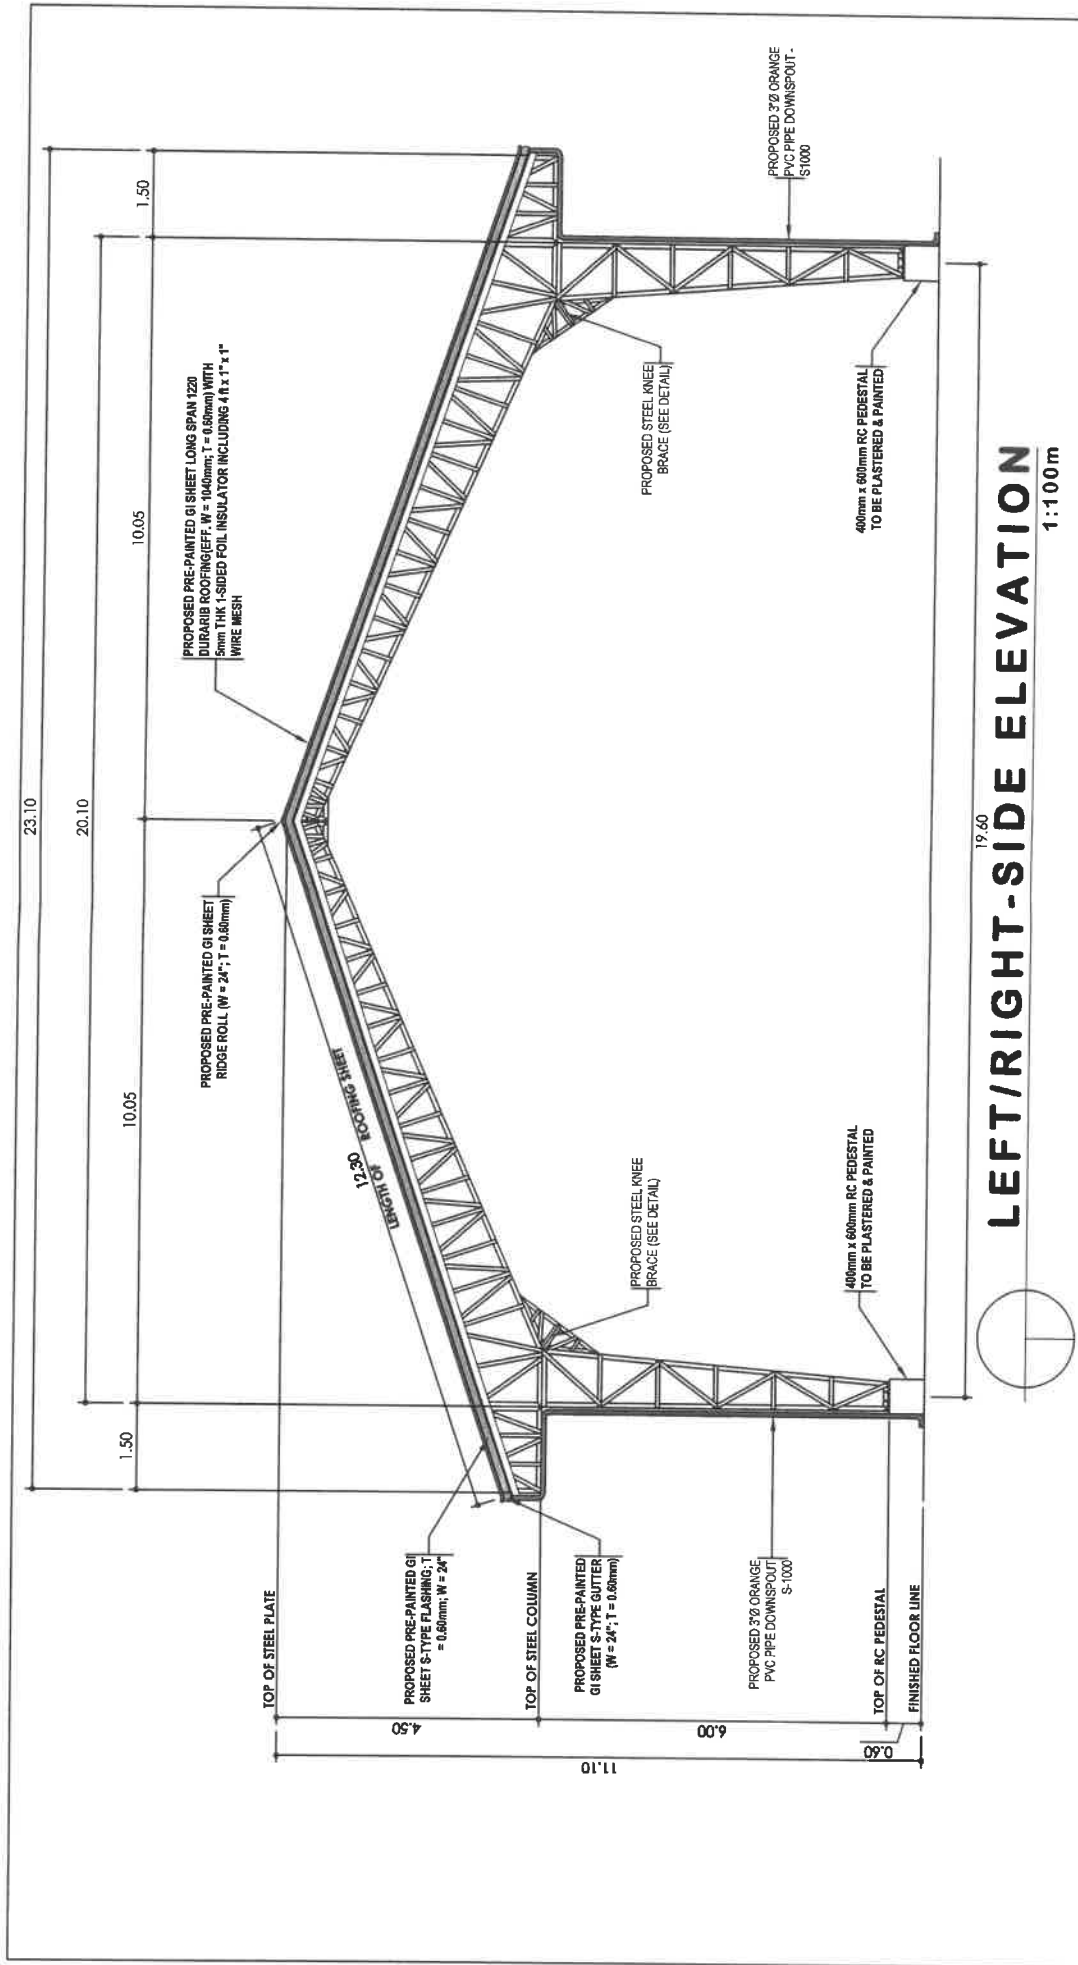 23.10
20.10
1.50
10.05
10.05
1.50
PROPOSED PRE-PAINTED GI SHEET
RIDGE ROLL (W = 24"; T = 0.60mm)
PROPOSED PRE-PAINTED GI SHEET LONG SPAN 1220
DURARIB ROOFING(EFF. W = 1040mm; T = 0.60mm) WITH
5mm THK 1-SIDED FOIL INSULATOR INCLUDING 4 ft x 1" x 1"
WIRE MESH
12.30
LENGTH OF ROOFING SHEET
TOP OF STEEL PLATE
PROPOSED PRE-PAINTED GI
SHEET S-TYPE FLASHING; T
= 0.60mm; W = 24"
TOP OF STEEL COLUMN
PROPOSED PRE-PAINTED
GI SHEET S-TYPE GUTTER
(W = 24"; T = 0.60mm)
PROPOSED 3"Ø ORANGE
PVC PIPE DOWNSPOUT
S-1000
TOP OF RC PEDESTAL
FINISHED FLOOR LINE
4.50
6.00
0.60
11.10
PROPOSED STEEL KNEE
BRACE (SEE DETAIL)
PROPOSED STEEL KNEE
BRACE (SEE DETAIL)
PROPOSED 3"Ø ORANGE
PVC PIPE DOWNSPOUT -
S1000
400mm x 600mm RC PEDESTAL
TO BE PLASTERED & PAINTED
400mm x 600mm RC PEDESTAL
TO BE PLASTERED & PAINTED
19.60
LEFT/RIGHT-SIDE ELEVATION
1:100m